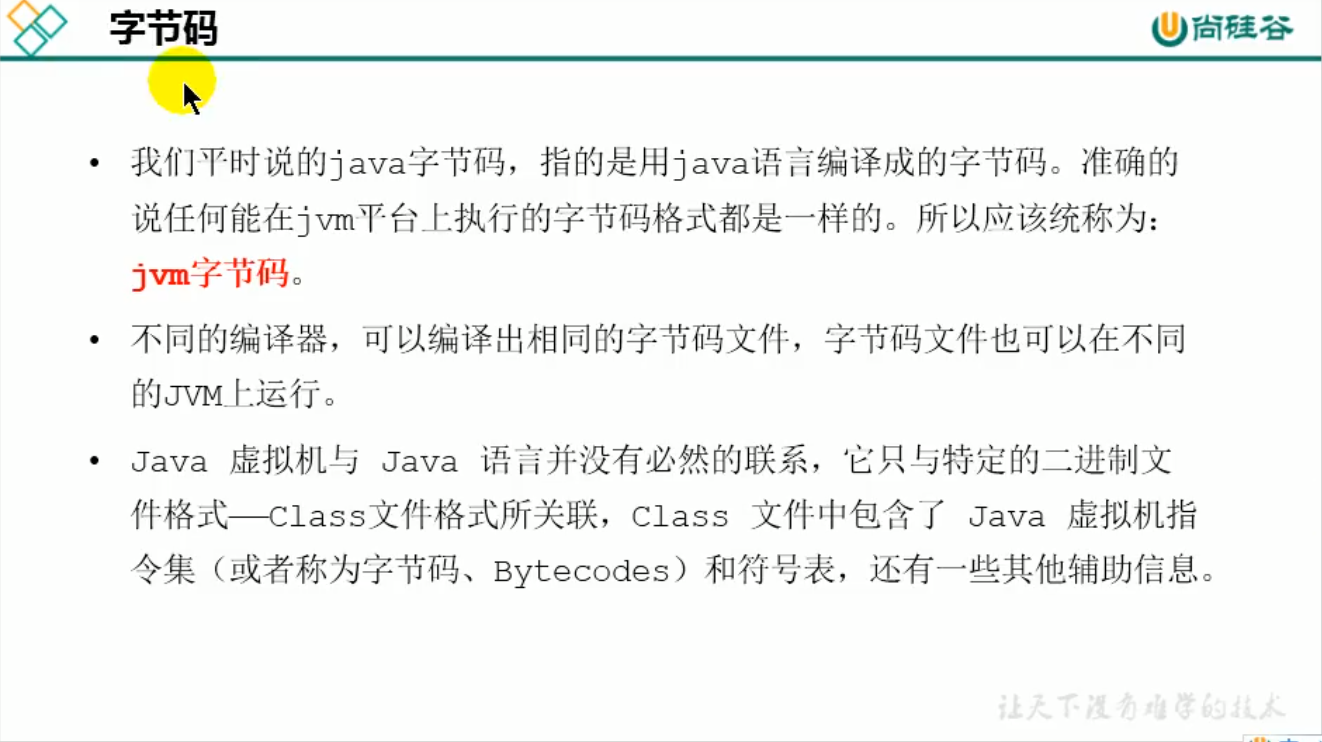 字节码
尚硅谷
• 我们平时说的java字节码，指的是用java语言编译成的字节码。准确的
说任何能在jvm平台上执行的字节码格式都是一样的。所以应该统称为：
jvm字节码。
• 不同的编译器，可以编译出相同的字节码文件，字节码文件也可以在不同
的JVM上运行。
• Java 虚拟机与 Java 语言并没有必然的联系，它只与特定的二进制文
件格式——Class文件格式所关联，Class 文件中包含了 Java 虚拟机指
令集（或者称为字节码、Bytecodes）和符号表，还有一些其他辅助信息。
让天下没有难学的技术